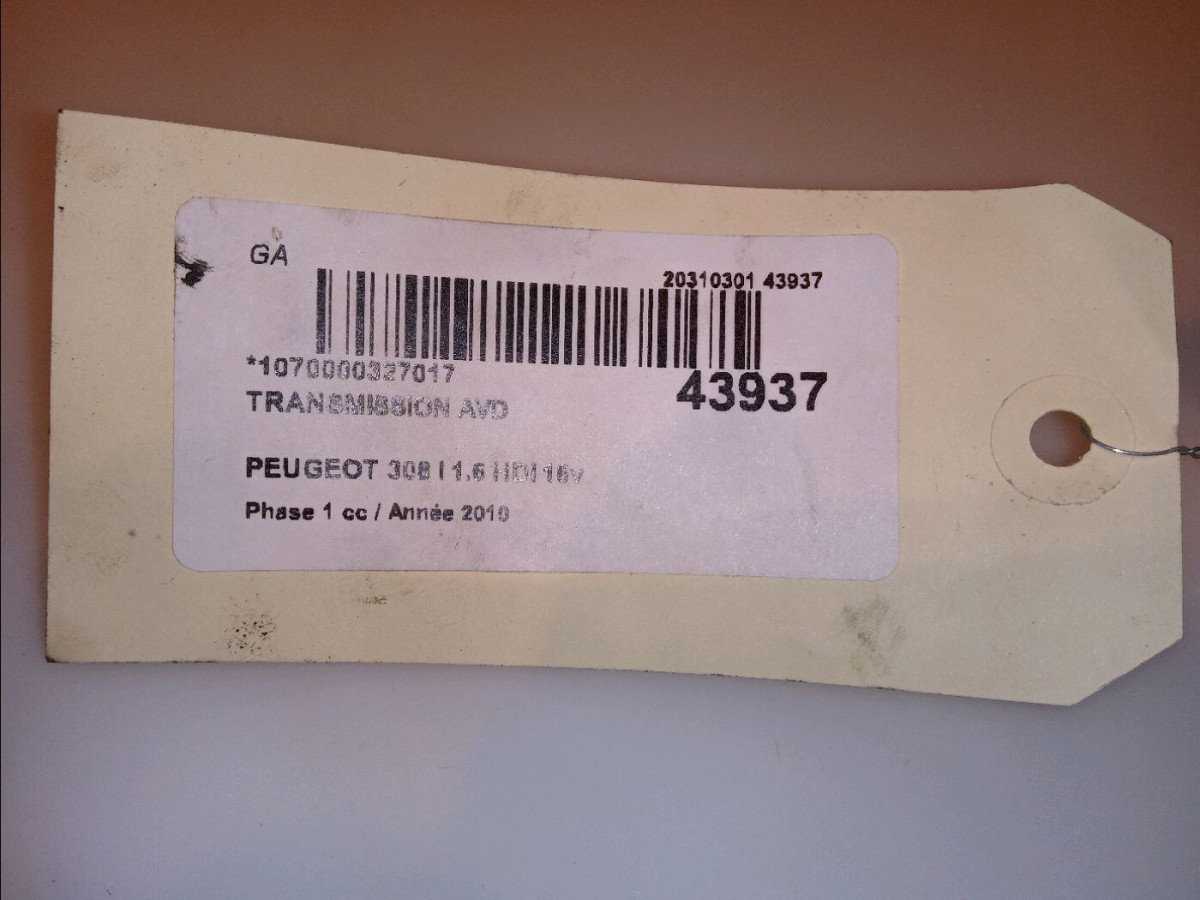 GA
20310301 43937
*1070000327017
43937
TRANSMISSION AVD
PEUGEOT 308 I 1.6 HDI 16v
Phase 1 cc / Année 2010